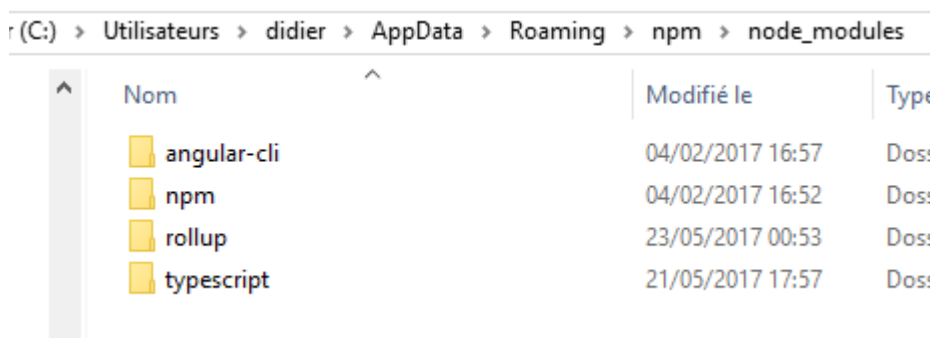 r (C:) > Utilisateurs > didier > AppData > Roaming > npm > node_modules
Nom Modifié le Type
angular-cli 04/02/2017 16:57 Doss
npm 04/02/2017 16:52 Doss
rollup 23/05/2017 00:53 Doss
typescript 21/05/2017 17:57 Doss